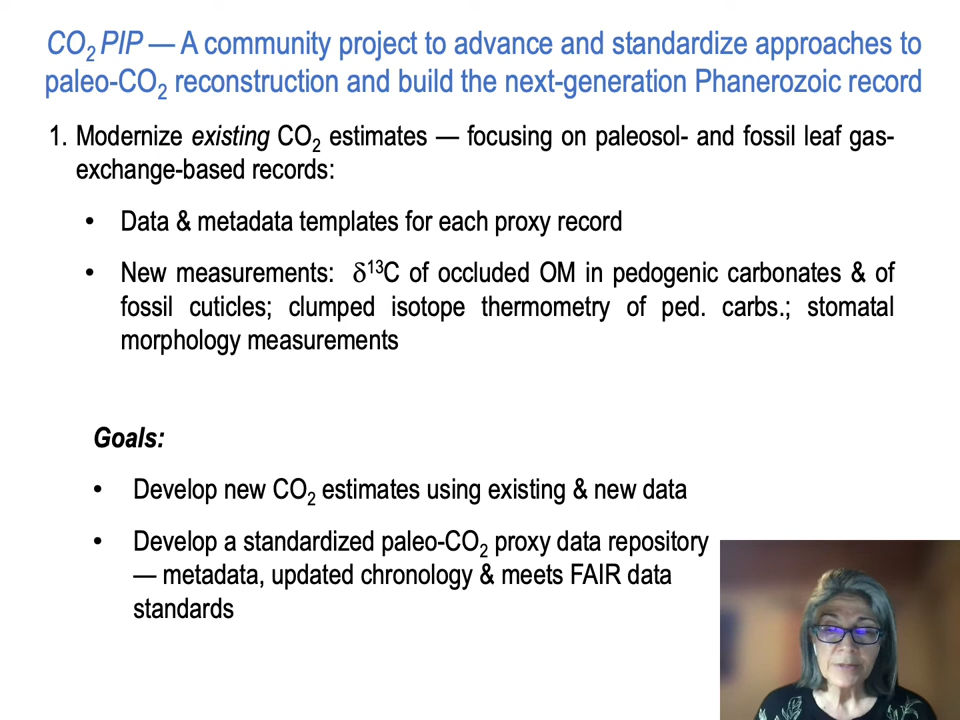 CO₂ PIP — A community project to advance and standardize approaches to
paleo-CO₂ reconstruction and build the next-generation Phanerozoic record
1. Modernize existing CO₂ estimates — focusing on paleosol- and fossil leaf gas-
exchange-based records:
• Data & metadata templates for each proxy record
• New measurements: δ¹³C of occluded OM in pedogenic carbonates & of
fossil cuticles; clumped isotope thermometry of ped. carbs.; stomatal
morphology measurements
Goals:
• Develop new CO₂ estimates using existing & new data
• Develop a standardized paleo-CO₂ proxy data repository
— metadata, updated chronology & meets FAIR data
standards